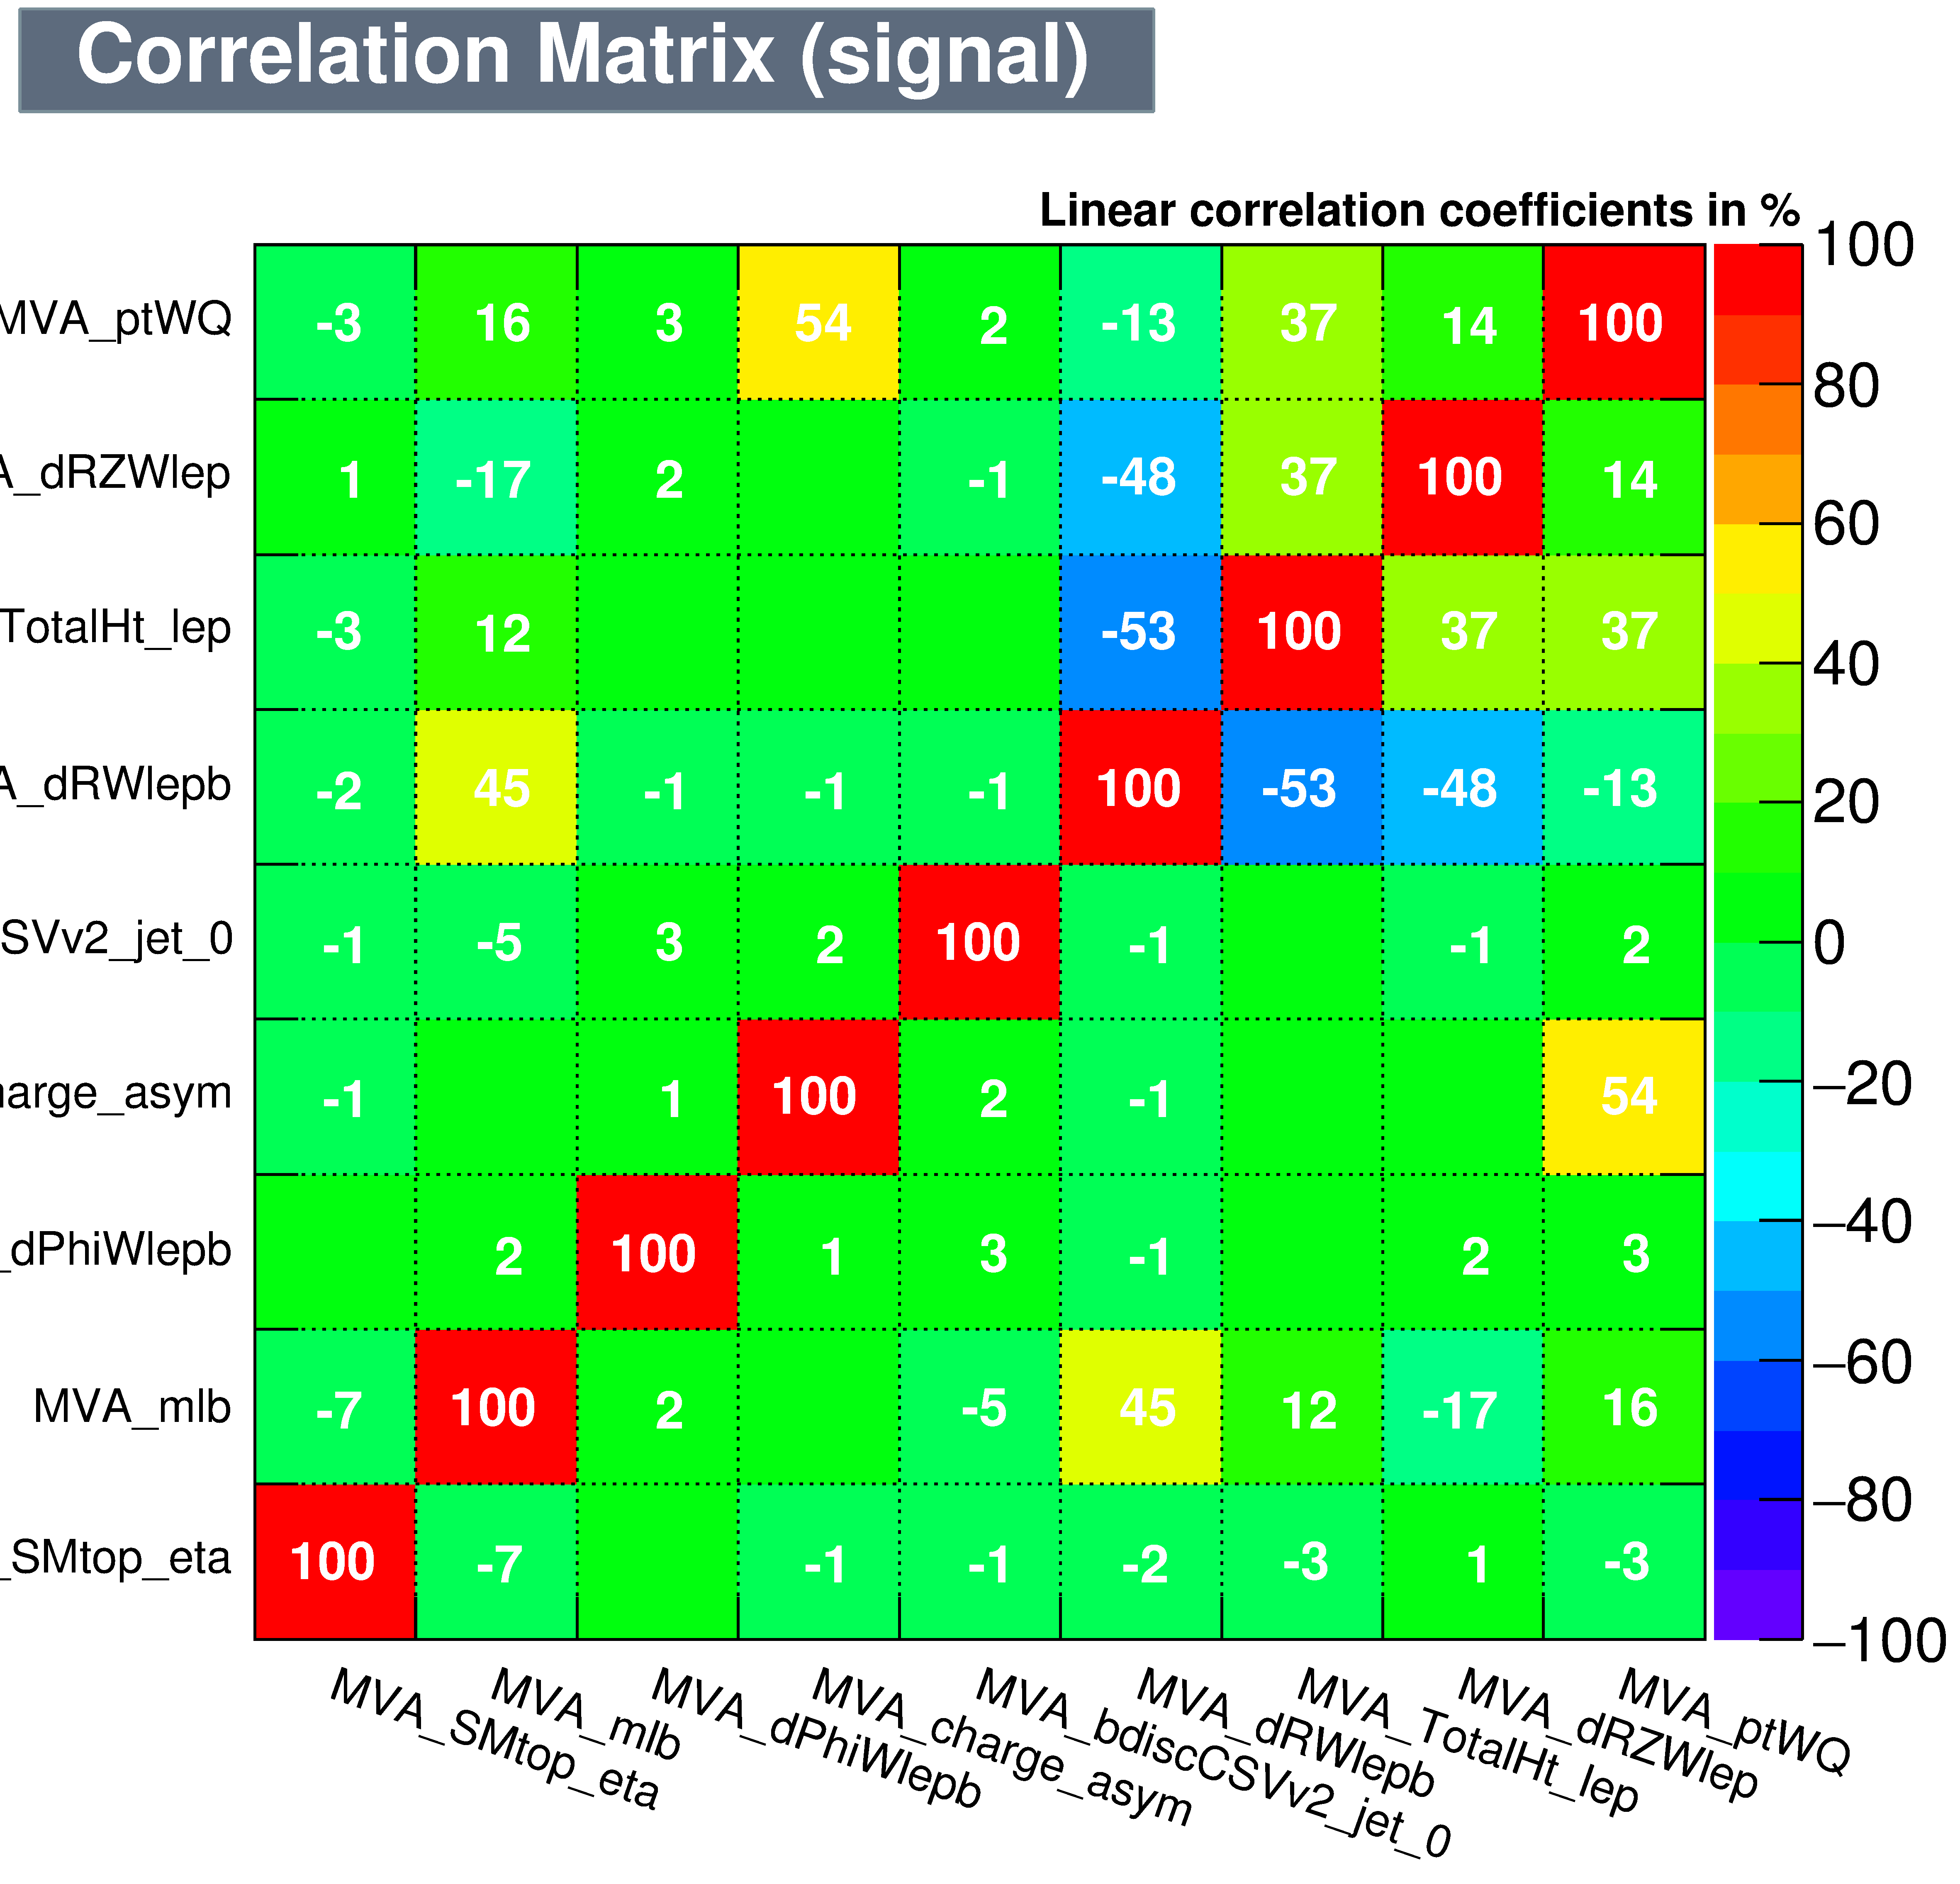 Correlation Matrix (signal)
Linear correlation coefficients in %
MVA_ptWQ -3 16 3 54 2 -13 37 14 100
A_dRZWlep 1 -17 2 -1 -48 37 100 14
TotalHt_lep -3 12 -53 100 37 37
A_dRWlepb -2 45 -1 -1 -1 100 -53 -48 -13
SVv2_jet_0 -1 -5 3 2 100 -1 -1 2
harge_asym -1 1 100 2 -1 54
_dPhiWlepb 2 100 1 3 -1 2 3
MVA_mlb -7 100 2 -5 45 12 -17 16
_SMtop_eta 100 -7 -1 -1 -2 -3 1 -3
100
80
60
40
20
0
−20
−40
−60
−80
−100
MVA_SMtop_eta
MVA_mlb
MVA_dPhiWlepb
MVA_charge_asym
MVA_bdiscCSVv2_jet_0
MVA_dRWlepb
MVA_TotalHt_lep
MVA_dRZWlep
MVA_ptWQ